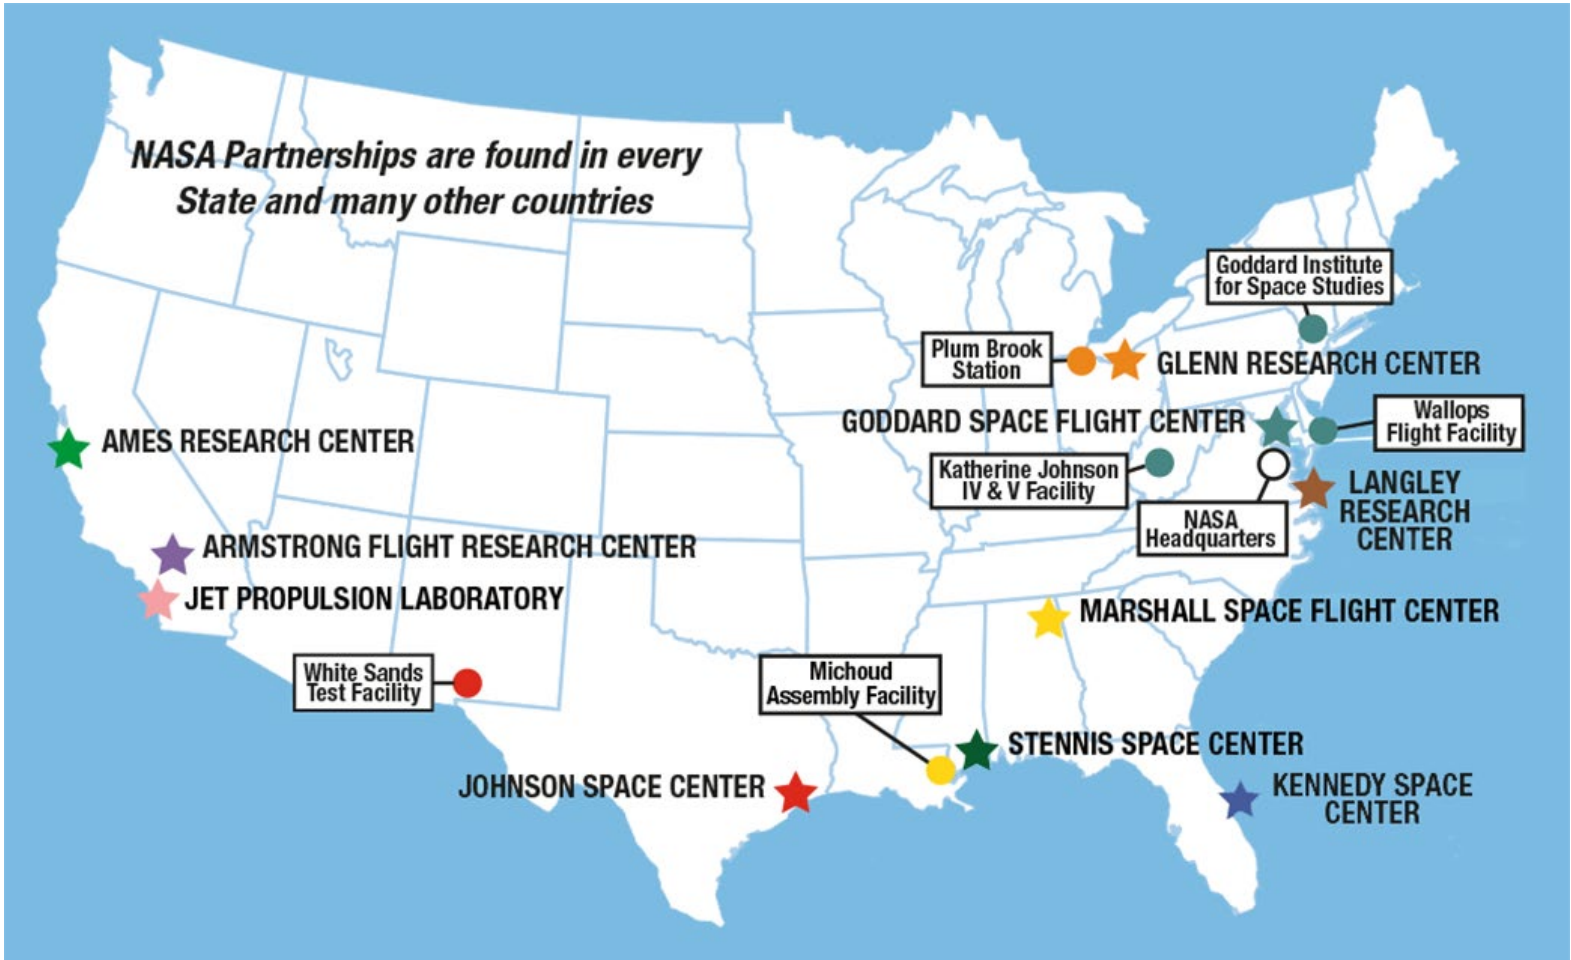 NASA Partnerships are found in every
State and many other countries
Goddard Institute
for Space Studies
Plum Brook
Station
GLENN RESEARCH CENTER
GODDARD SPACE FLIGHT CENTER
Wallops
Flight Facility
AMES RESEARCH CENTER
Katherine Johnson
IV & V Facility
LANGLEY
RESEARCH
CENTER
NASA
Headquarters
ARMSTRONG FLIGHT RESEARCH CENTER
JET PROPULSION LABORATORY
MARSHALL SPACE FLIGHT CENTER
White Sands
Test Facility
Michoud
Assembly Facility
STENNIS SPACE CENTER
JOHNSON SPACE CENTER
KENNEDY SPACE
CENTER